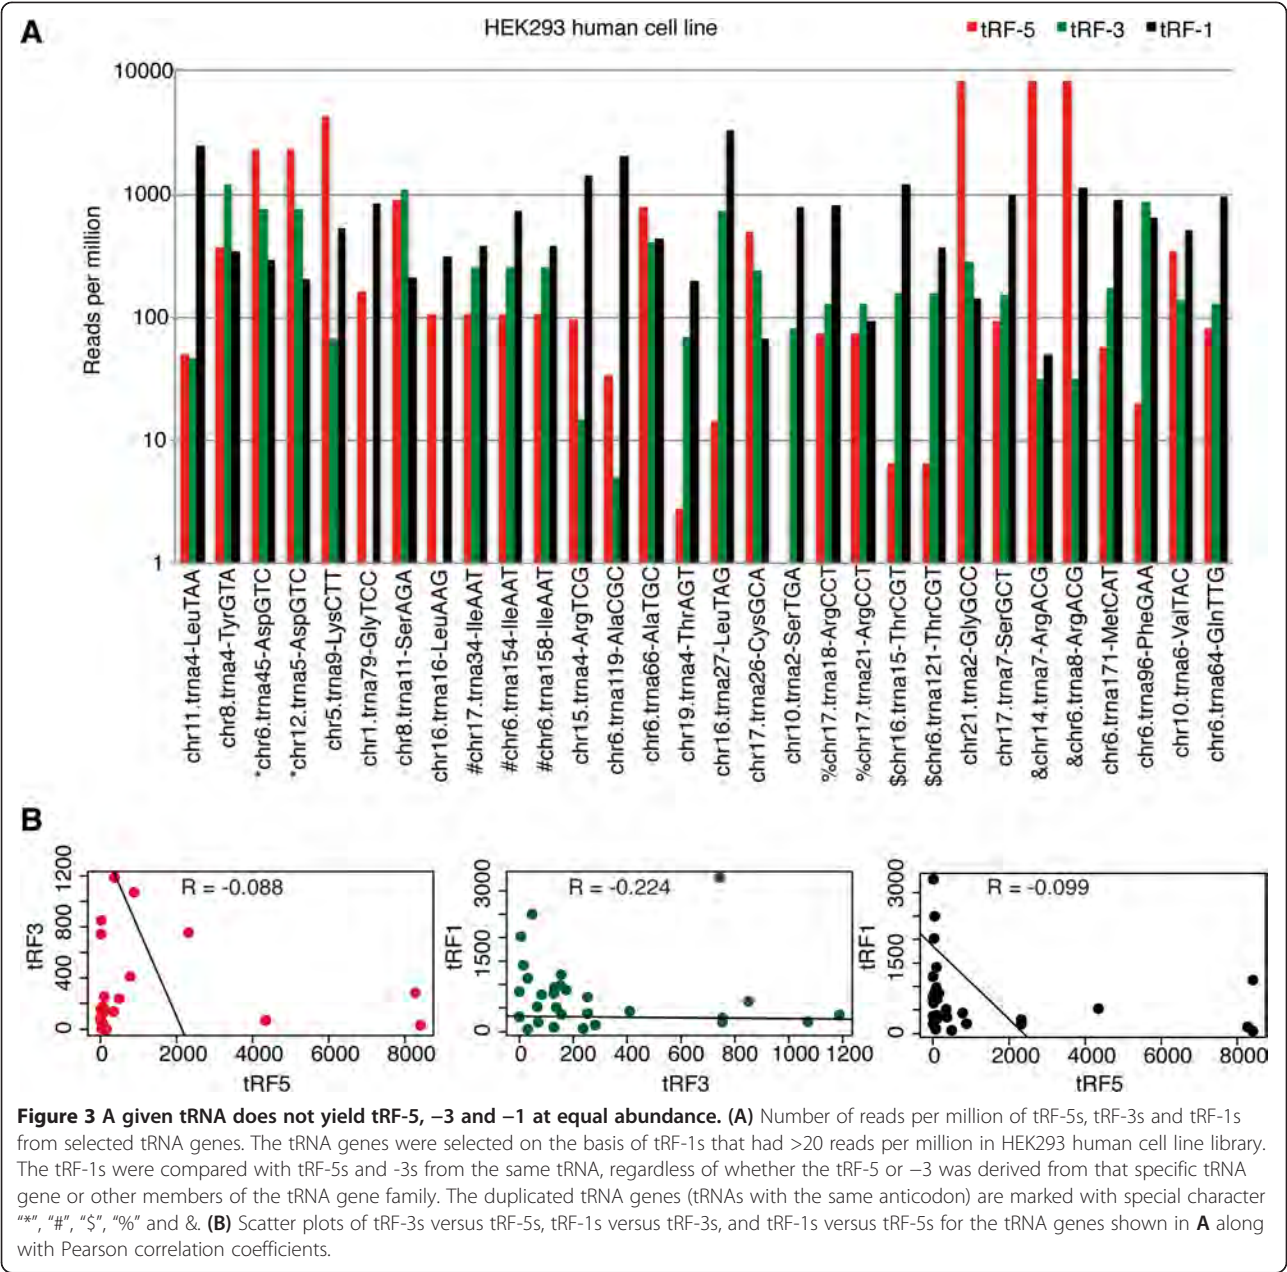 A
HEK293 human cell line
tRF-5 tRF-3 tRF-1
10000
1000
100
10
1
Reads per million
chr11.trna4-LeuTAA
chr8.trna4-TyrGTA
*chr6.trna45-AspGTC
*chr12.trna5-AspGTC
chr5.trna9-LysCTT
chr1.trna79-GlyTCC
chr8.trna11-SerAGA
chr16.trna16-LeuAAG
#chr17.trna34-IleAAT
#chr6.trna154-IleAAT
#chr6.trna158-IleAAT
chr15.trna4-ArgTCG
chr6.trna119-AlaCGC
chr6.trna66-AlaTGC
chr19.trna4-ThrAGT
chr16.trna27-LeuTAG
chr17.trna26-CysGCA
chr10.trna2-SerTGA
%chr17.trna18-ArgCCT
%chr17.trna21-ArgCCT
$chr16.trna15-ThrCGT
$chr6.trna121-ThrCGT
chr21.trna2-GlyGCC
chr17.trna7-SerGCT
&chr14.trna7-ArgACG
&chr6.trna8-ArgACG
chr6.trna171-MetCAT
chr6.trna96-PheGAA
chr10.trna6-ValTAC
chr6.trna64-GlnTTG
B
R = -0.088
tRF3
0 400 800 1200
0 2000 4000 6000 8000
tRF5
R = -0.224
tRF1
0 1500 3000
0 200 400 600 800 1000 1200
tRF3
R = -0.099
tRF1
0 1500 3000
0 2000 4000 6000 8000
tRF5
Figure 3 A given tRNA does not yield tRF-5, −3 and −1 at equal abundance. (A) Number of reads per million of tRF-5s, tRF-3s and tRF-1s
from selected tRNA genes. The tRNA genes were selected on the basis of tRF-1s that had >20 reads per million in HEK293 human cell line library.
The tRF-1s were compared with tRF-5s and -3s from the same tRNA, regardless of whether the tRF-5 or −3 was derived from that specific tRNA
gene or other members of the tRNA gene family. The duplicated tRNA genes (tRNAs with the same anticodon) are marked with special character
“*”, “#”, “$”, “%” and &. (B) Scatter plots of tRF-3s versus tRF-5s, tRF-1s versus tRF-3s, and tRF-1s versus tRF-5s for the tRNA genes shown in A along
with Pearson correlation coefficients.